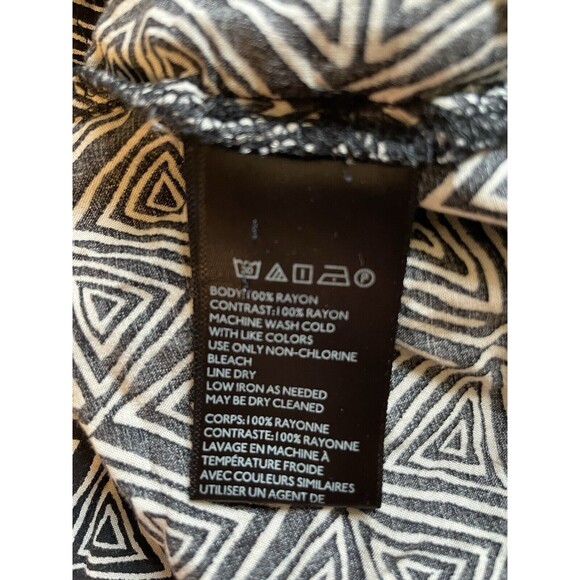 30 P
BODY:100% RAYON
CONTRAST:100% RAYON
MACHINE WASH COLD
WITH LIKE COLORS
USE ONLY NON-CHLORINE
BLEACH
LINE DRY
LOW IRON AS NEEDED
MAY BE DRY CLEANED
CORPS:100% RAYONNE
CONTRASTE:100% RAYONNE
LAVAGE EN MACHINE À
TEMPÉRATURE FROIDE
AVEC COULEURS SIMILAIRES
UTILISER UN AGENT DE